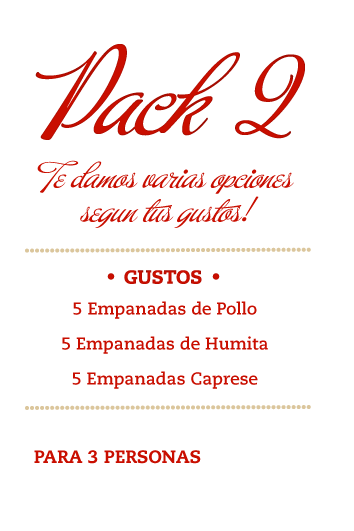 Pack 2
Te damos varias opciones
segun tus gustos!
• GUSTOS •
5 Empanadas de Pollo
5 Empanadas de Humita
5 Empanadas Caprese
PARA 3 PERSONAS